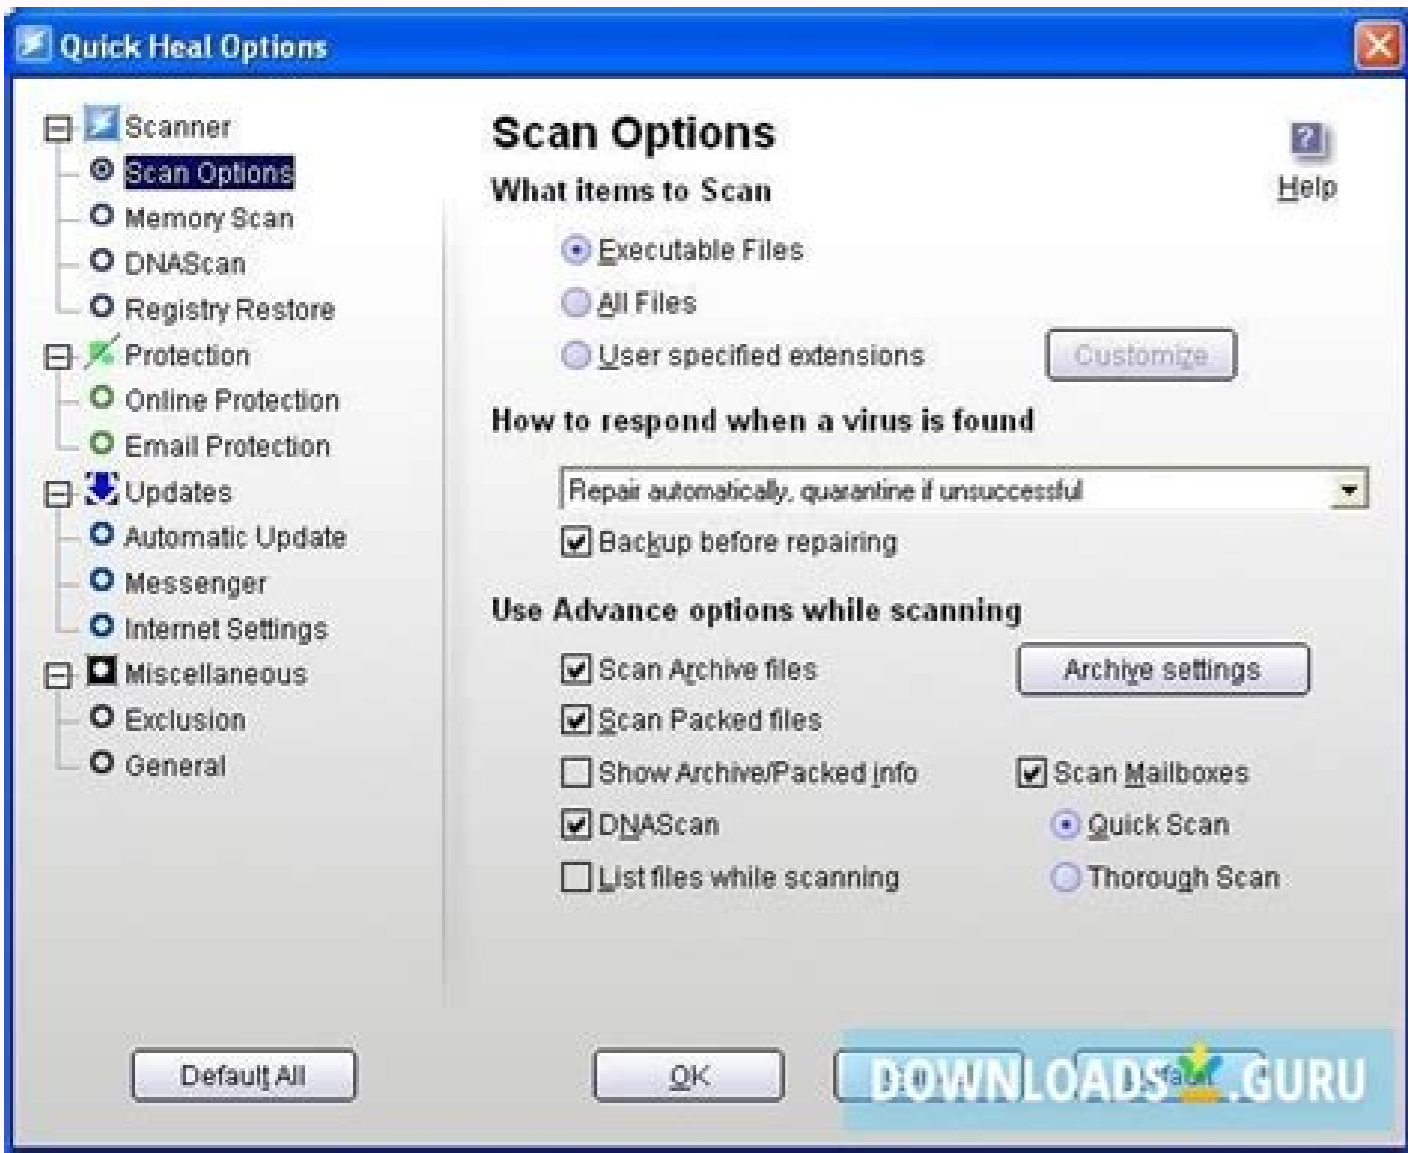 Quick Heal Options
Scanner
Scan Options
Memory Scan
DNAScan
Registry Restore
Protection
Online Protection
Email Protection
Updates
Automatic Update
Messenger
Internet Settings
Miscellaneous
Exclusion
General
Default All
Scan Options
Help
What items to Scan
Executable Files
All Files
User specified extensions
Customize
How to respond when a virus is found
Repair automatically, quarantine if unsuccessful
Backup before repairing
Use Advance options while scanning
Scan Archive files
Archive settings
Scan Packed files
Show Archive/Packed info
Scan Mailboxes
DNAScan
Quick Scan
List files while scanning
Thorough Scan
OK
DOWNLOADS.GURU